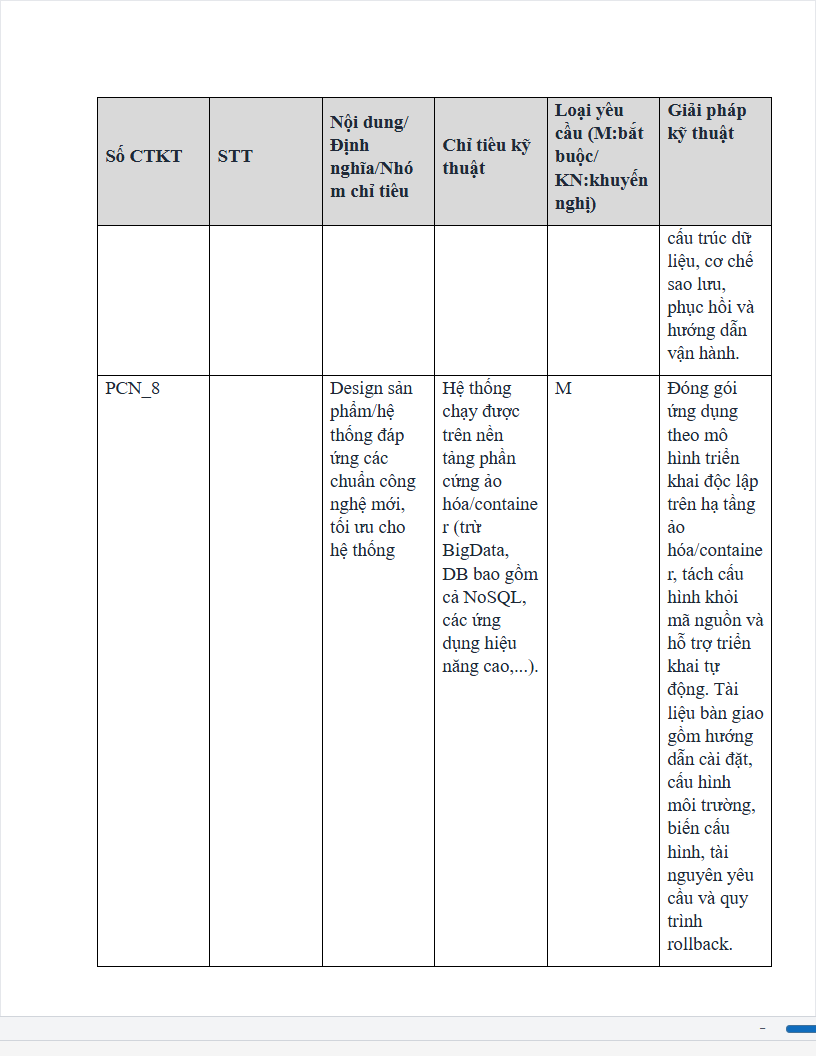 Số CTKT
STT
Nội dung/
Định
nghĩa/Nhó
m chỉ tiêu
Chỉ tiêu kỹ
thuật
Loại yêu
cầu (M:bắt
buộc/
KN:khuyến
nghị)
Giải pháp
kỹ thuật
cấu trúc dữ
liệu, cơ chế
sao lưu,
phục hồi và
hướng dẫn
vận hành.
PCN_8
Design sản
phẩm/hệ
thống đáp
ứng các
chuẩn công
nghệ mới,
tối ưu cho
hệ thống
Hệ thống
chạy được
trên nền
tảng phần
cứng ảo
hóa/containe
r (trừ
BigData,
DB bao gồm
cả NoSQL,
các ứng
dụng hiệu
năng cao,...).
M
Đóng gói
ứng dụng
theo mô
hình triển
khai độc lập
trên hạ tầng
ảo
hóa/containe
r, tách cấu
hình khỏi
mã nguồn và
hỗ trợ triển
khai tự
động. Tài
liệu bàn giao
gồm hướng
dẫn cài đặt,
cấu hình
môi trường,
biến cấu
hình, tài
nguyên yêu
cầu và quy
trình
rollback.